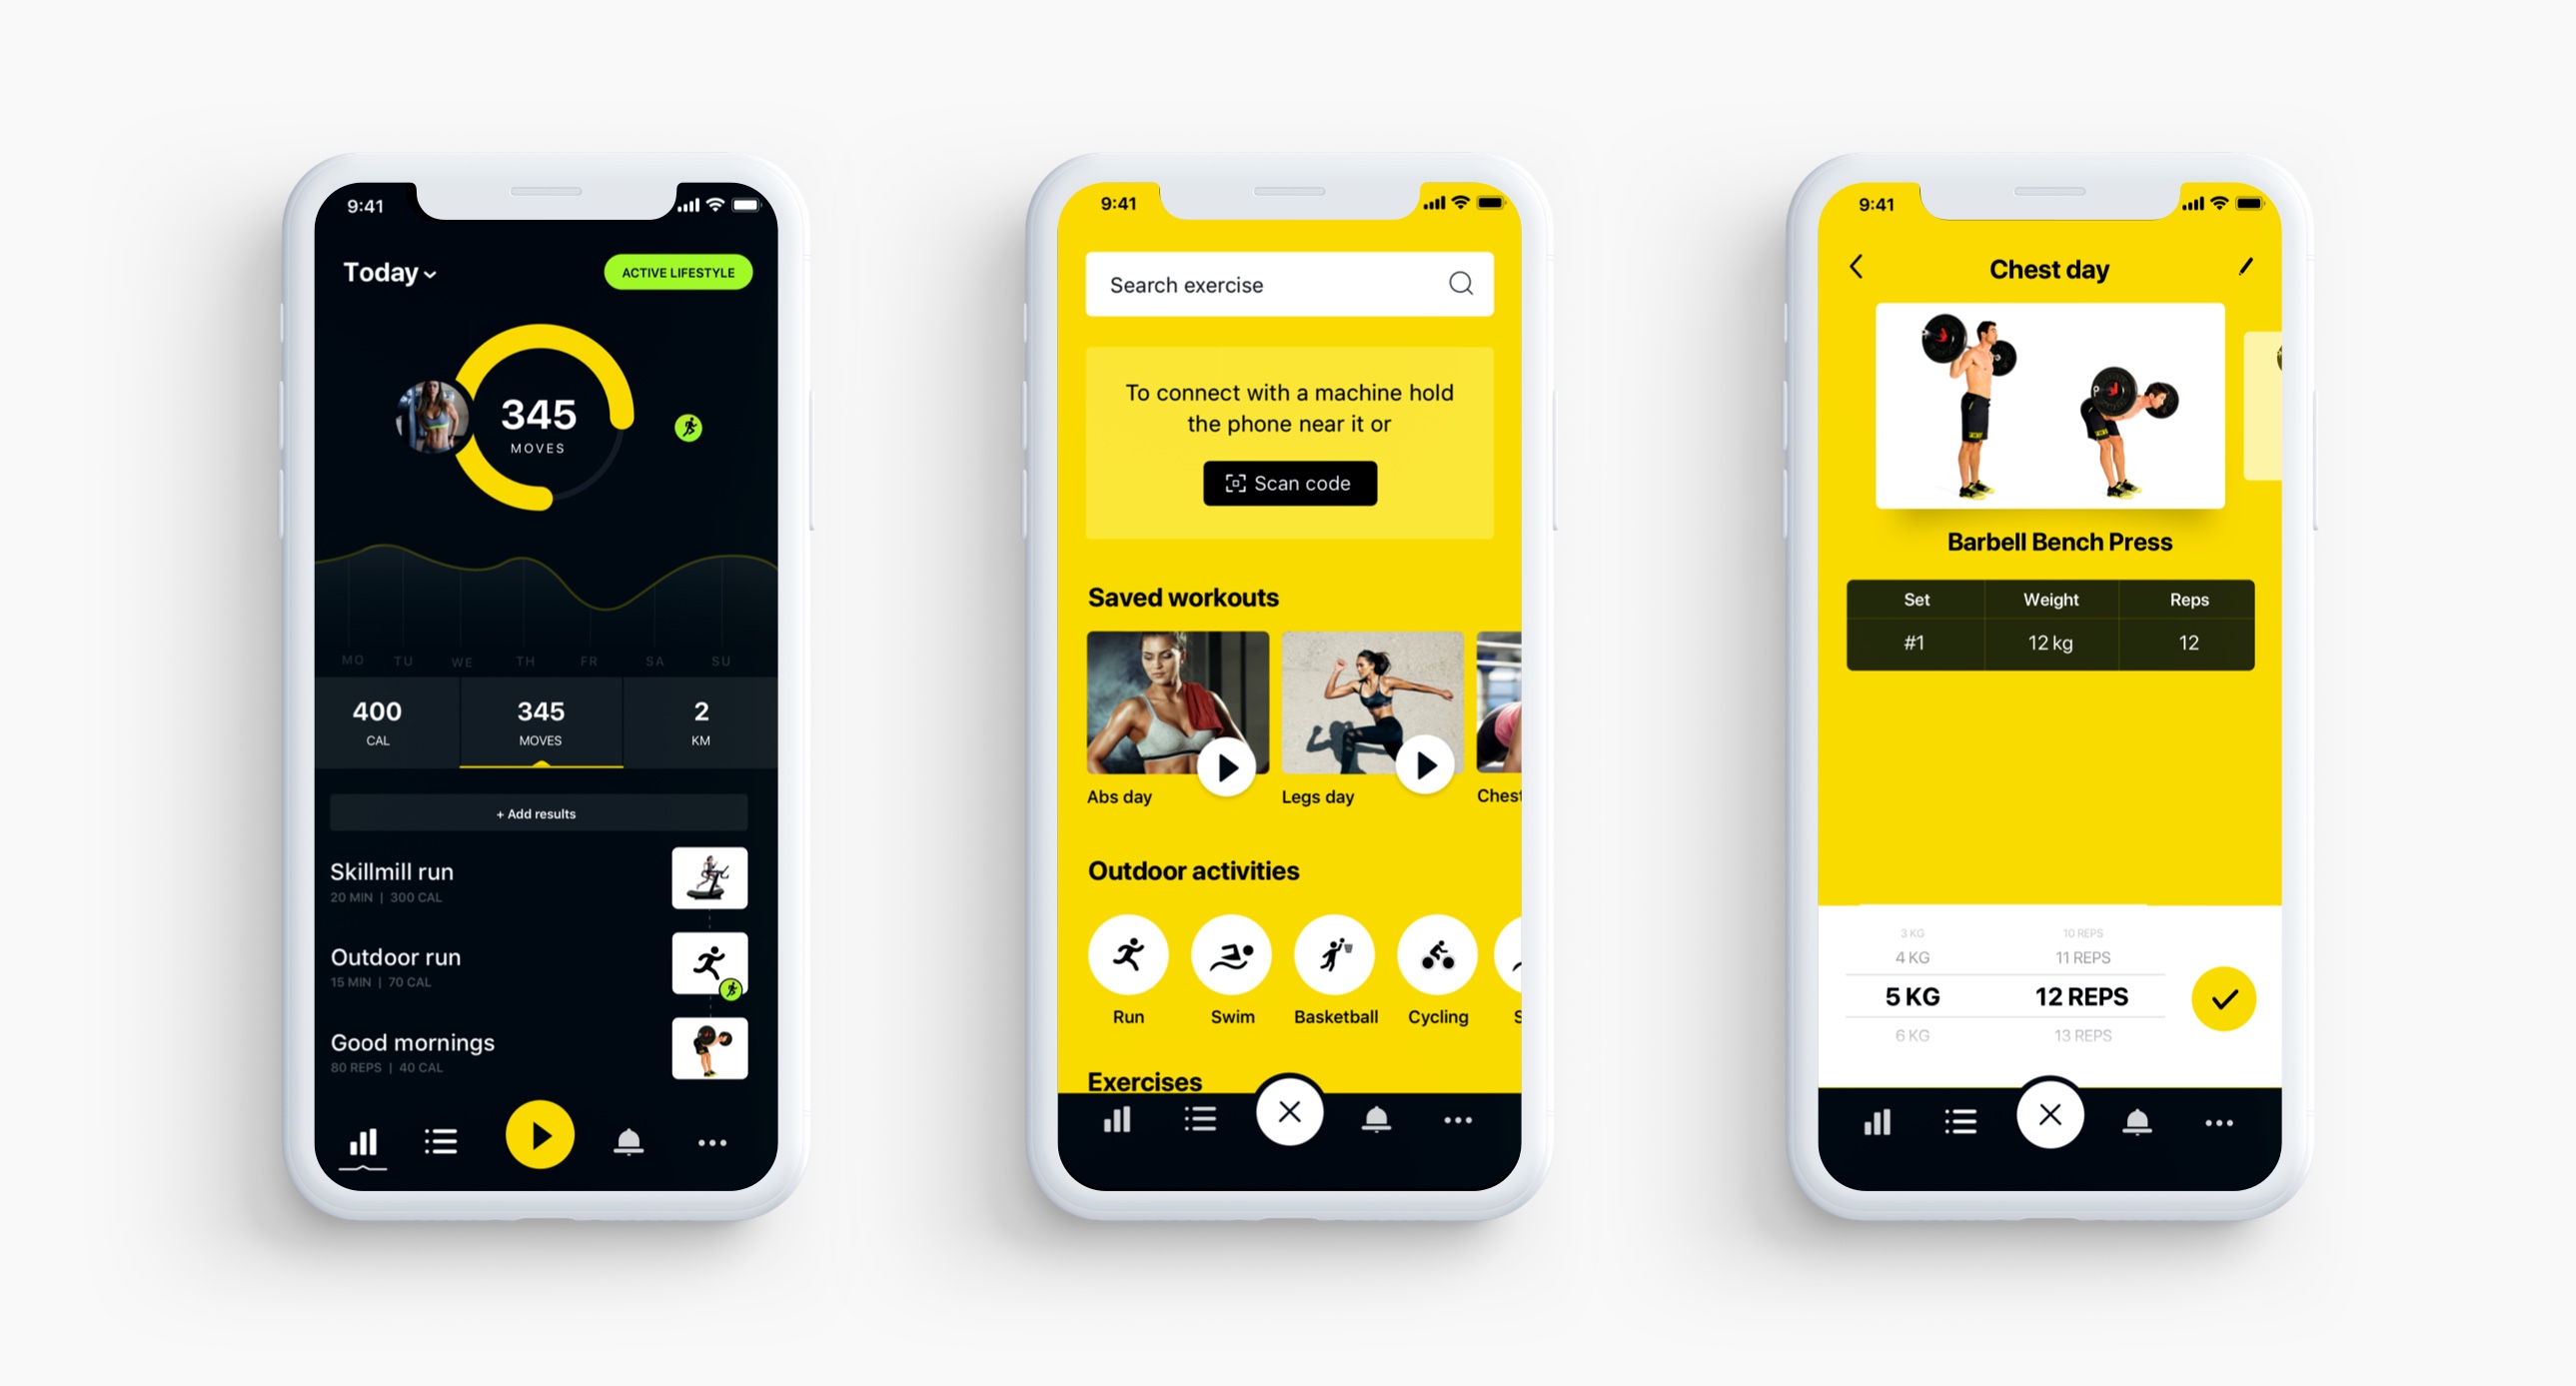 9:41
Today
ACTIVE LIFESTYLE
345
MOVES
MO TU WE TH FR SA SU
400 345 2
CAL MOVES KM
+ Add results
Skillmill run
20 MIN | 300 CAL
Outdoor run
15 MIN | 70 CAL
Good mornings
80 REPS | 40 CAL
9:41
Search exercise
To connect with a machine hold
the phone near it or
Scan code
Saved workouts
Abs day Legs day Chest
Outdoor activities
Run Swim Basketball Cycling S
Exercises
9:41
Chest day
Barbell Bench Press
Set Weight Reps
#1 12 kg 12
3 KG 10 REPS
4 KG 11 REPS
5 KG 12 REPS
6 KG 13 REPS